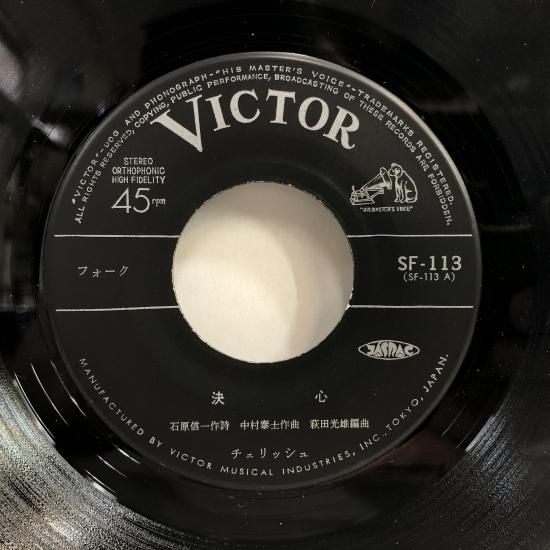 "VICTOR"-"DOG AND PHONOGRAPH-"HIS MASTER'S VOICE"-TRADEMARKS REGISTERED.
ALL RIGHTS RESERVED, COPYING, PUBLIC PERFORMANCE, BROADCASTING OF THESE RECORDS ARE FORBIDDEN.
VICTOR
STEREO
ORTHOPHONIC
HIGH FIDELITY
45 rpm
"HIS MASTER'S VOICE"
フォーク
SF-113
(SF-113 A)
JASRAC
決 心
石原信一作詩 中村泰士作曲 萩田光雄編曲
チェリッシュ
MANUFACTURED BY VICTOR MUSICAL INDUSTRIES, INC., TOKYO, JAPAN.